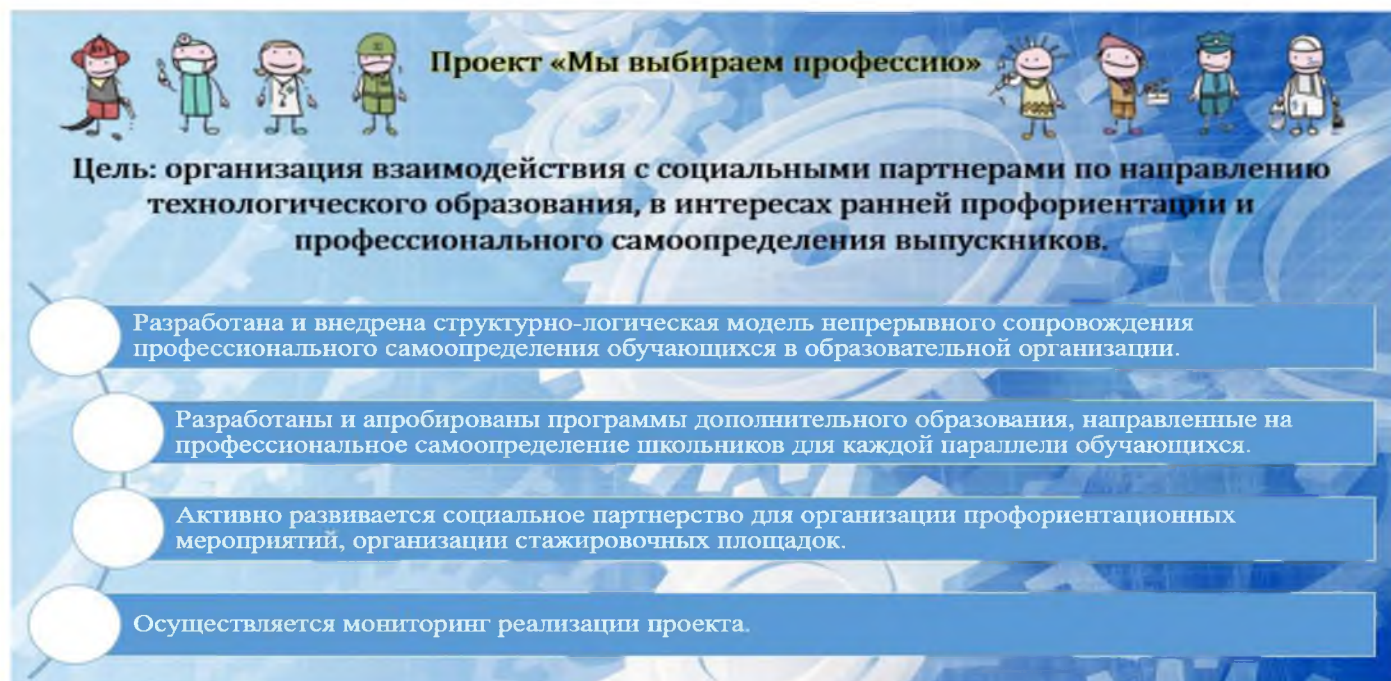 Проект «Мы выбираем профессию»
Цель: организация взаимодействия с социальными партнерами по направлению
технологического образования, в интересах ранней профориентации и
профессионального самоопределения выпускников.
Разработана и внедрена структурно-логическая модель непрерывного сопровождения
профессионального самоопределения обучающихся в образовательной организации.
Разработаны и апробированы программы дополнительного образования, направленные на
профессиональное самоопределение школьников для каждой параллели обучающихся.
Активно развивается социальное партнерство для организации профориентационных
мероприятий, организации стажировочных площадок.
Осуществляется мониторинг реализации проекта.